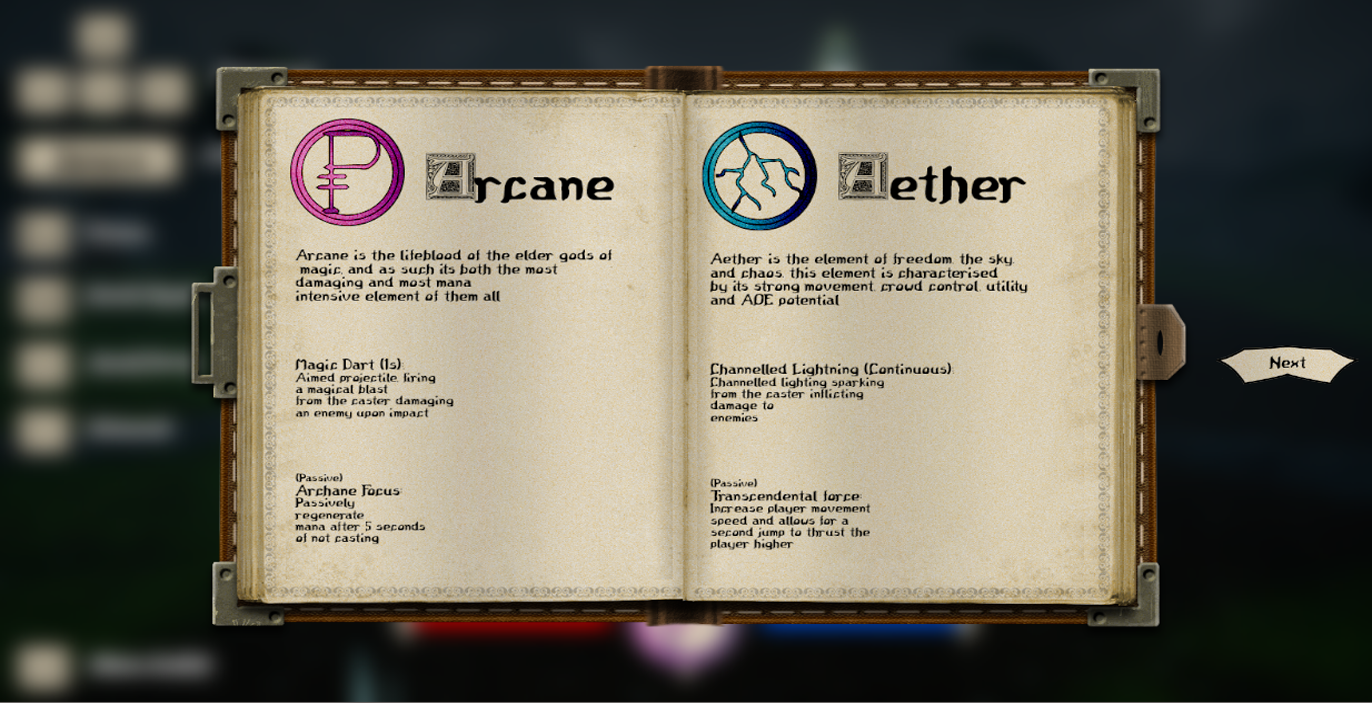 Arcane
Arcane is the lifeblood of the elder gods of
magic, and as such its both the most
damaging and most mana
intensive element of them all
Magic Dart (1s):
Aimed projectile, firing
a magical blast
from the caster damaging
an enemy upon impact
(Passive)
Archane Focus:
Passively
regenerate
mana after 5 seconds
of not casting
Aether
Aether is the element of freedom, the sky,
and chaos, this element is characterised
by its strong movement, crowd control, utility
and AOE potential
Channelled Lightning (Continuous):
Channelled lighting sparking
from the caster inflicting
damage to
enemies
(Passive)
Transcendental force:
Increase player movement
speed and allows for a
second jump to thrust the
player higher
Next